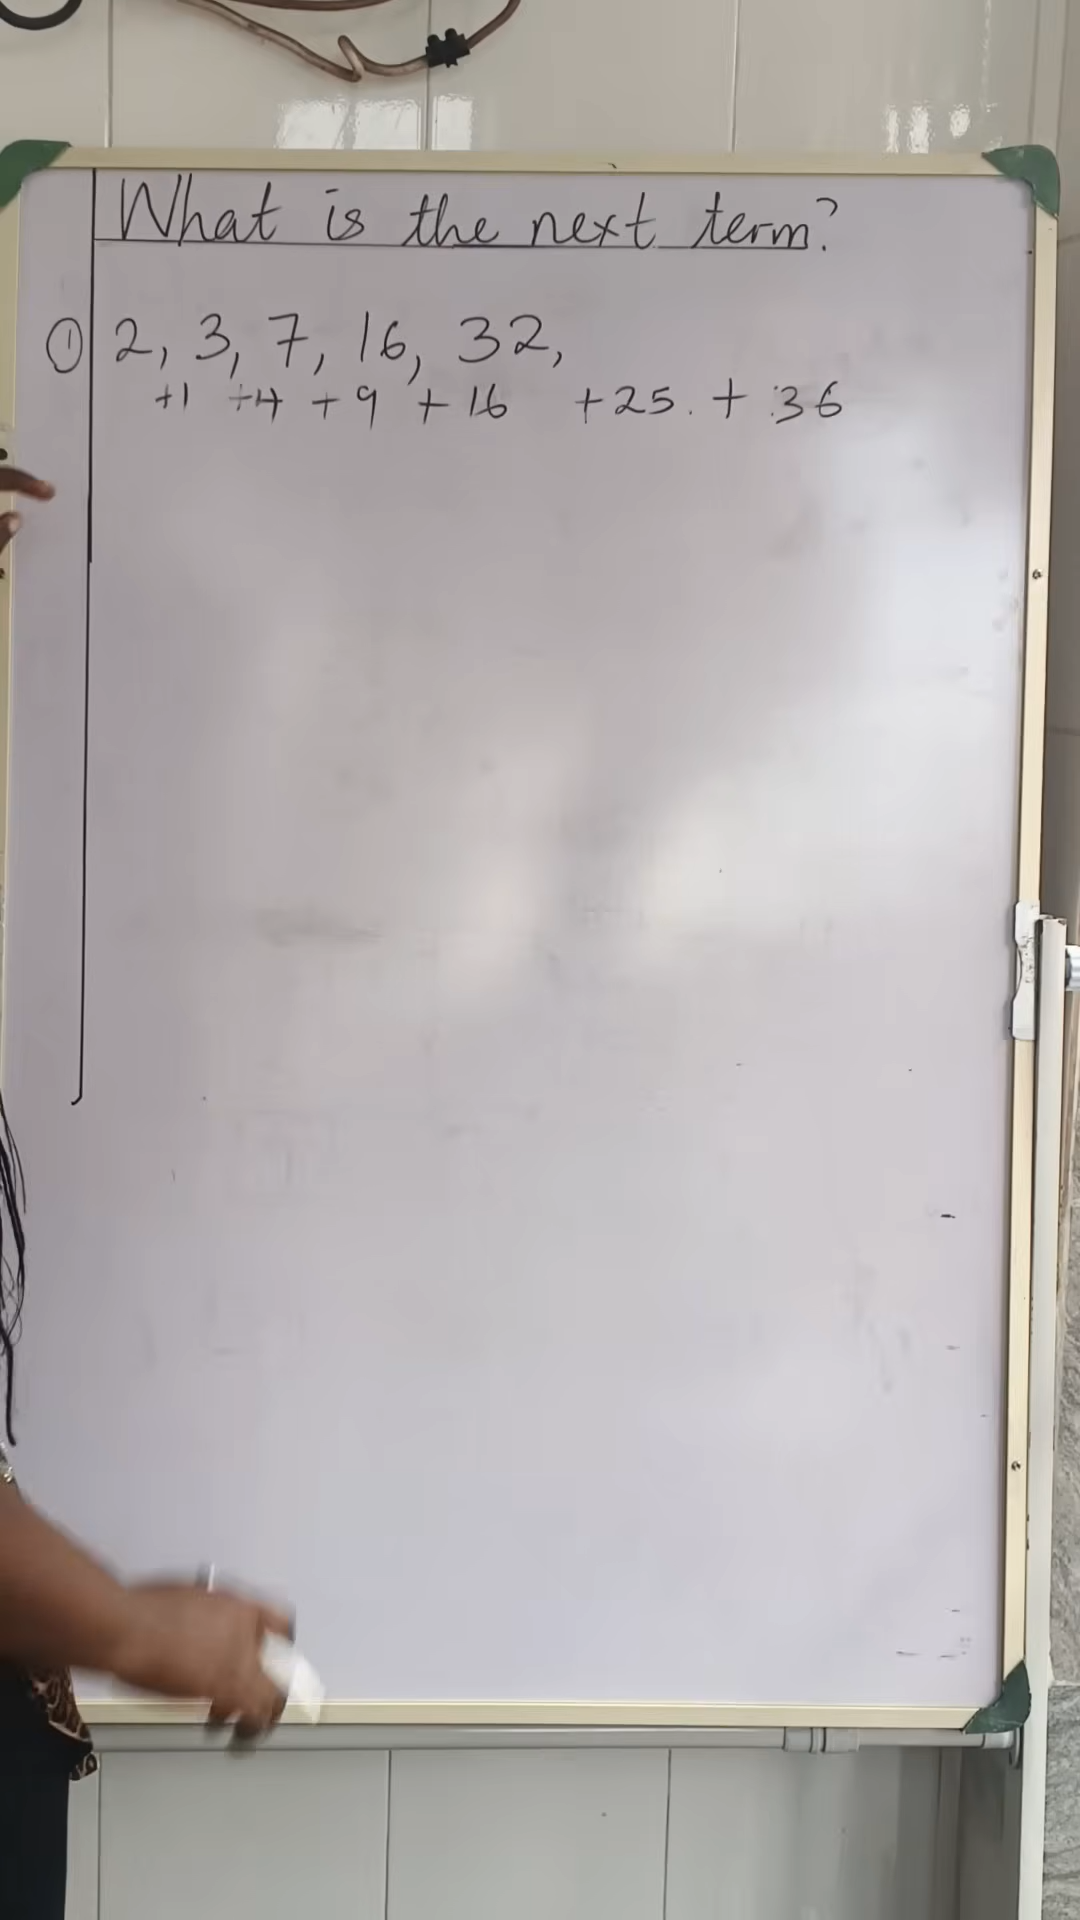 What is the next term?
① 2, 3, 7, 16, 32,
+1 +4 +9 +16 +25. + 36